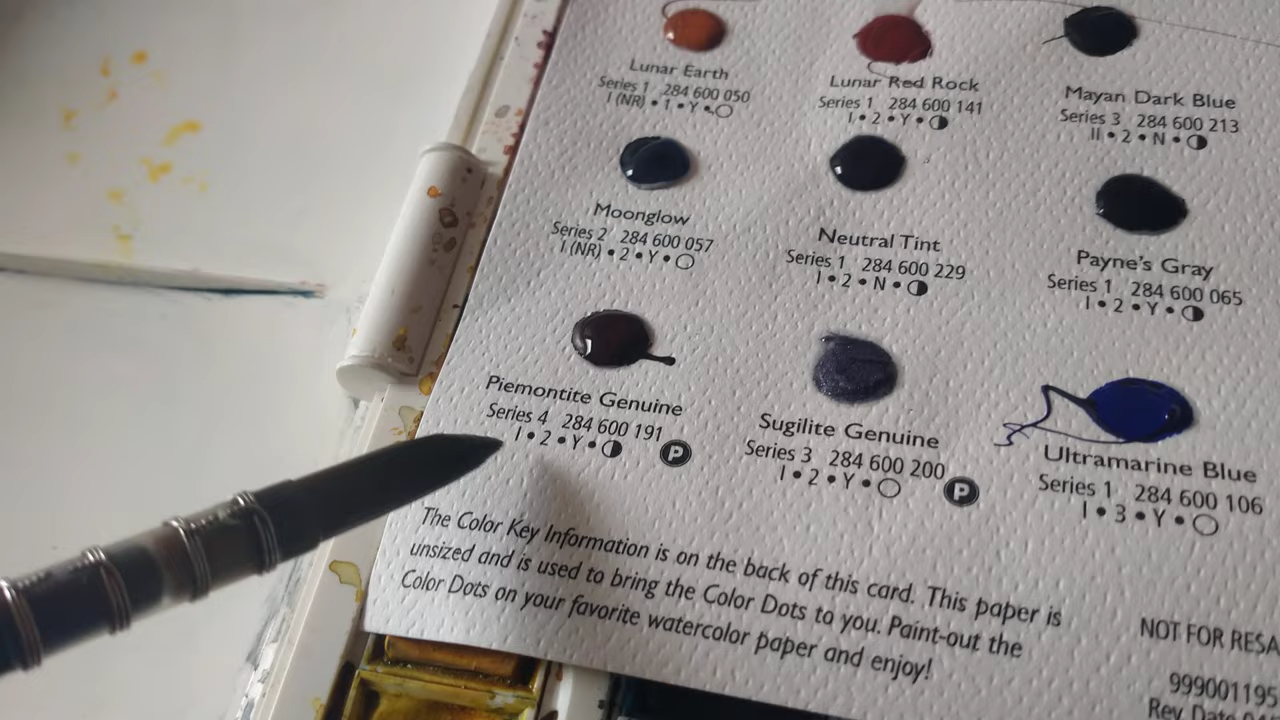 Lunar Earth
Series 1 284 600 050
I (NR) • 1 • Y •
Lunar Red Rock
Series 1 284 600 141
I • 2 • Y •
Mayan Dark Blue
Series 3 284 600 213
II • 2 • N •
Moonglow
Series 2 284 600 057
I (NR) • 2 • Y •
Neutral Tint
Series 1 284 600 229
I • 2 • N •
Payne's Gray
Series 1 284 600 065
I • 2 • Y •
Piemontite Genuine
Series 4 284 600 191
I • 2 • Y • P
Sugilite Genuine
Series 3 284 600 200
I • 2 • Y • P
Ultramarine Blue
Series 1 284 600 106
I • 3 • Y •
The Color Key Information is on the back of this card. This paper is
unsized and is used to bring the Color Dots to you. Paint-out the
Color Dots on your favorite watercolor paper and enjoy!
NOT FOR RESA
999001195
Rev. Date